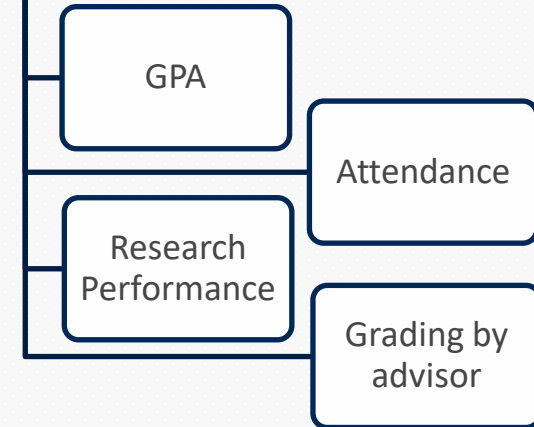 GPA
Attendance
Research
Performance
Grading by
advisor